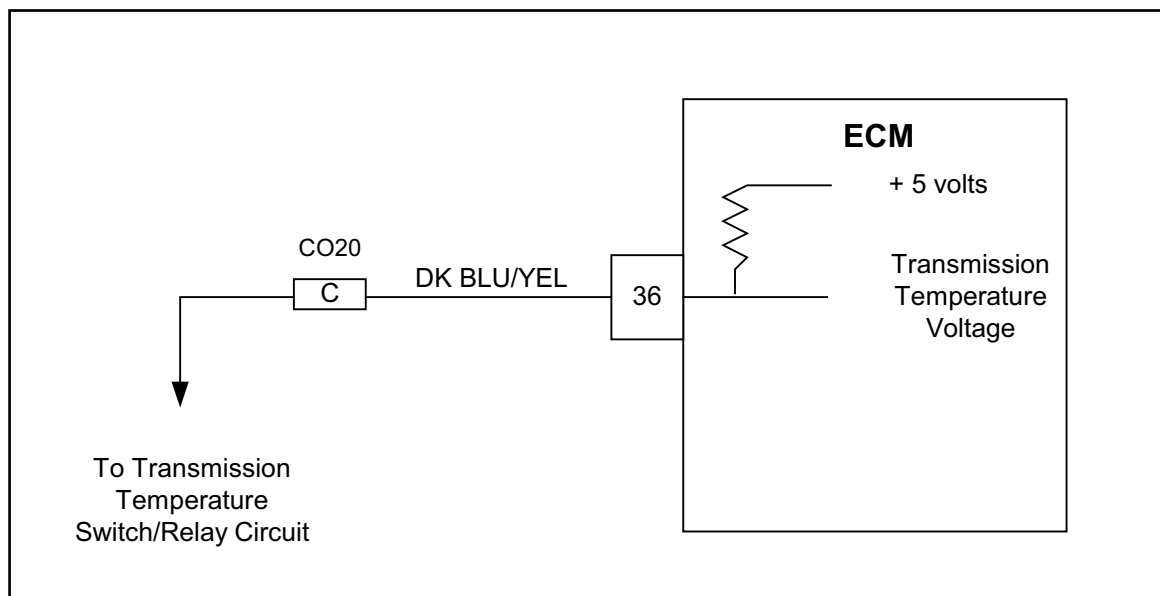 ECM
+ 5 volts
CO20
C
DK BLU/YEL
36
Transmission
Temperature
Voltage
To Transmission
Temperature
Switch/Relay Circuit